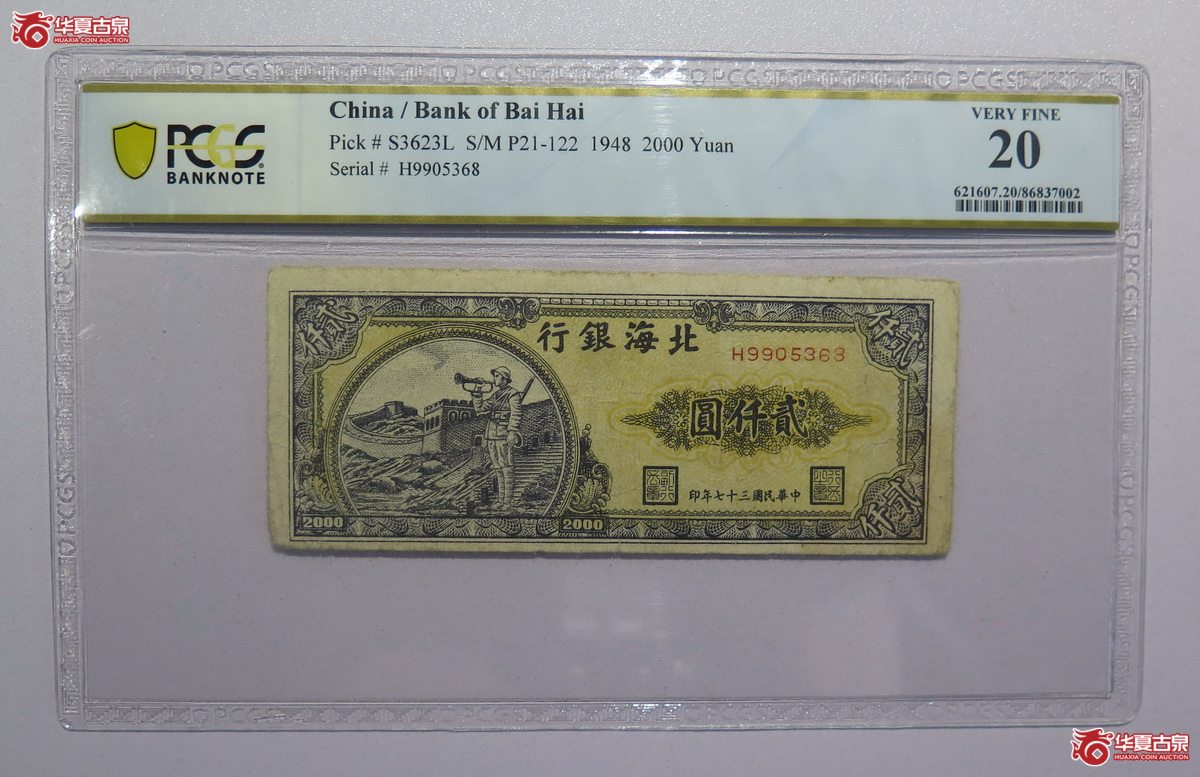 华夏古泉
HUAXIA COIN AUCTION
PCGS
BANKNOTE
China / Bank of Bai Hai
Pick # S3623L S/M P21-122 1948 2000 Yuan
Serial # H9905368
VERY FINE
20
621607.20/86837002
行銀海北
H9905368
貳仟
貳仟
圓仟貳
印年七十三國民華中
貳仟
2000
2000
华夏古泉
HUAXIA COIN AUCTION